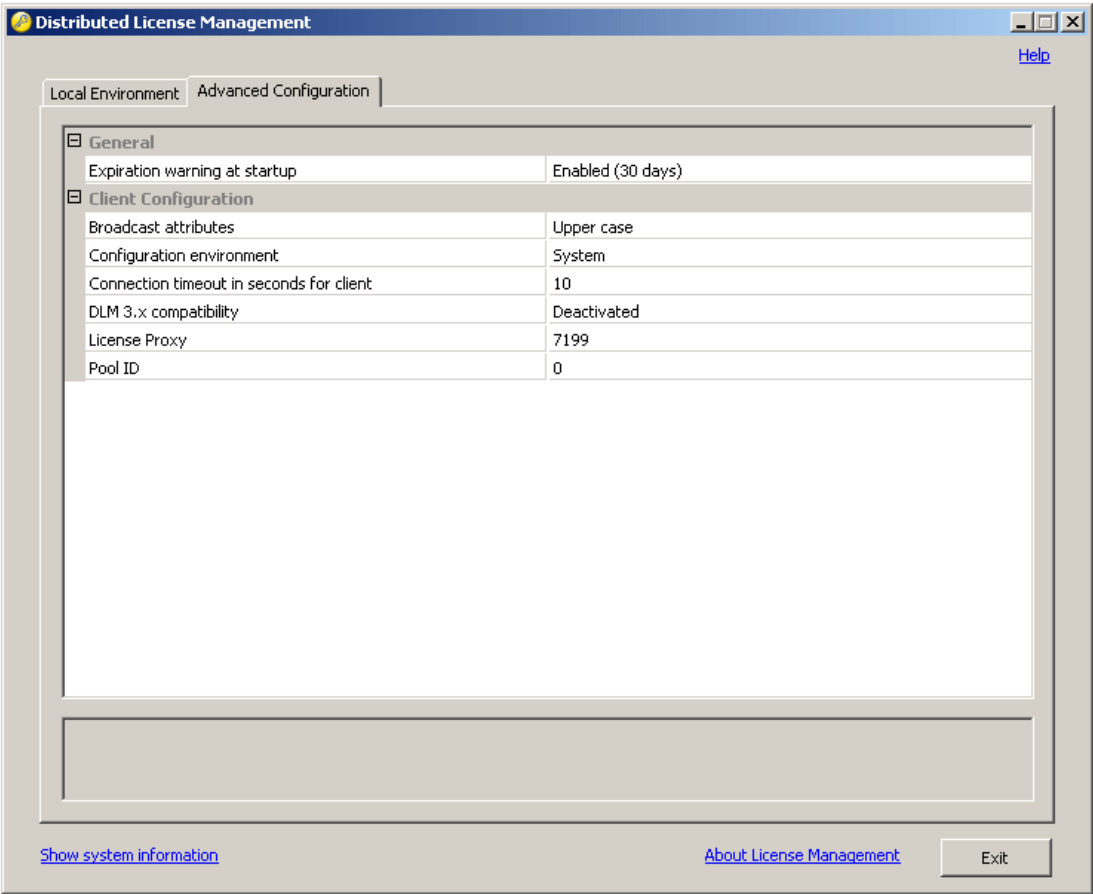 Distributed License Management
Help
Local Environment Advanced Configuration
General
Expiration warning at startup Enabled (30 days)
Client Configuration
Broadcast attributes Upper case
Configuration environment System
Connection timeout in seconds for client 10
DLM 3.x compatibility Deactivated
License Proxy 7199
Pool ID 0
Show system information About License Management Exit